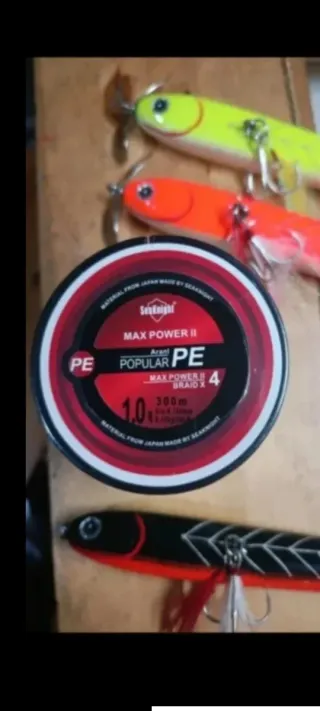 MATERIAL FROM JAPAN MADE BY SEAKNIGHT
SeaKnight
MAX POWER II
Acani
PE
POPULAR PE
MAX POWER II
BRAID X 4
300m
1.0
MATERIAL FROM JAPAN MADE BY SEAKNIGHT